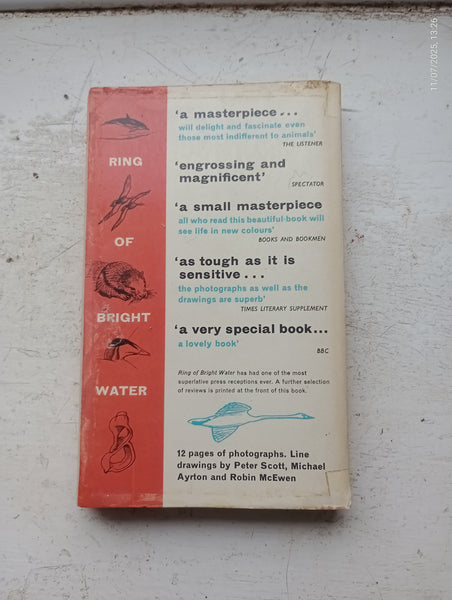 11/07/2025, 13:26
RING
OF
BRIGHT
WATER
'a masterpiece...
will delight and fascinate even
those most indifferent to animals'
THE LISTENER
'engrossing and
magnificent'
SPECTATOR
'a small masterpiece
all who read this beautiful book will
see life in new colours'
BOOKS AND BOOKMEN
'as tough as it is
sensitive...
the photographs as well as the
drawings are superb'
TIMES LITERARY SUPPLEMENT
'a very special book...
a lovely book'
BBC
Ring of Bright Water has had one of the most
superlative press receptions ever. A further selection
of reviews is printed at the front of this book.
12 pages of photographs. Line
drawings by Peter Scott, Michael
Ayrton and Robin McEwen